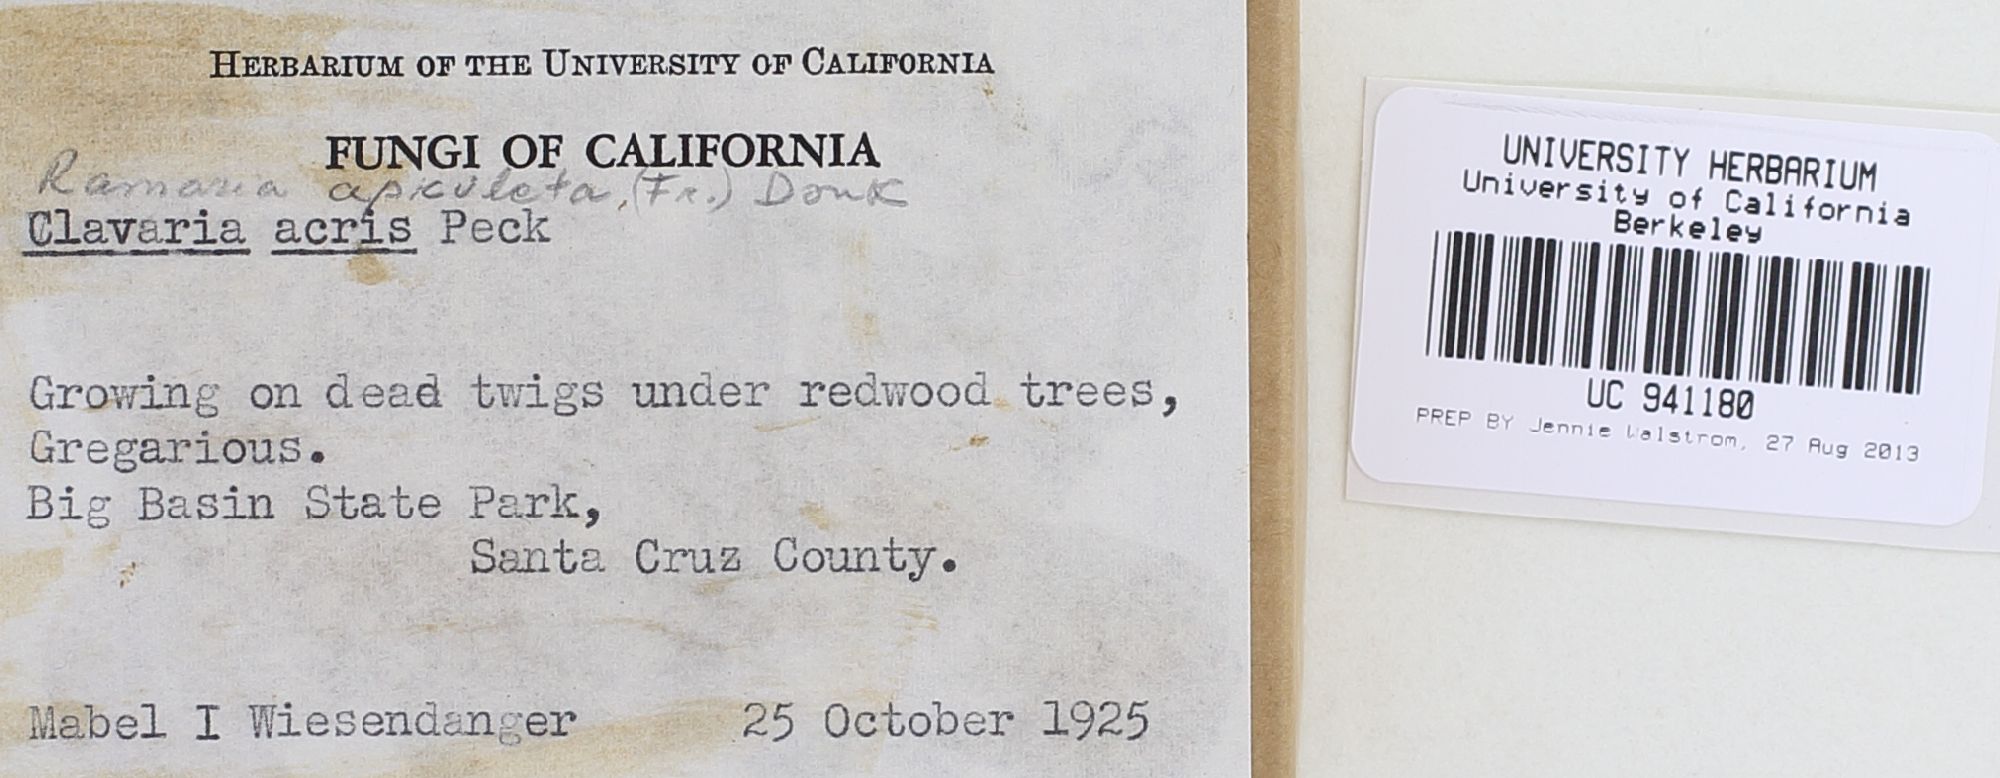 HERBARIUM OF THE UNIVERSITY OF CALIFORNIA
FUNGI OF CALIFORNIA
Ramaria apiculata (Fr.) Donk
Clavaria acris Peck
Growing on dead twigs under redwood trees,
Gregarious.
Big Basin State Park,
Santa Cruz County.
Mabel I Wiesendanger 25 October 1925
UNIVERSITY HERBARIUM
University of California
Berkeley
UC 941180
PREP BY Jennie Walstrom, 27 Aug 2013